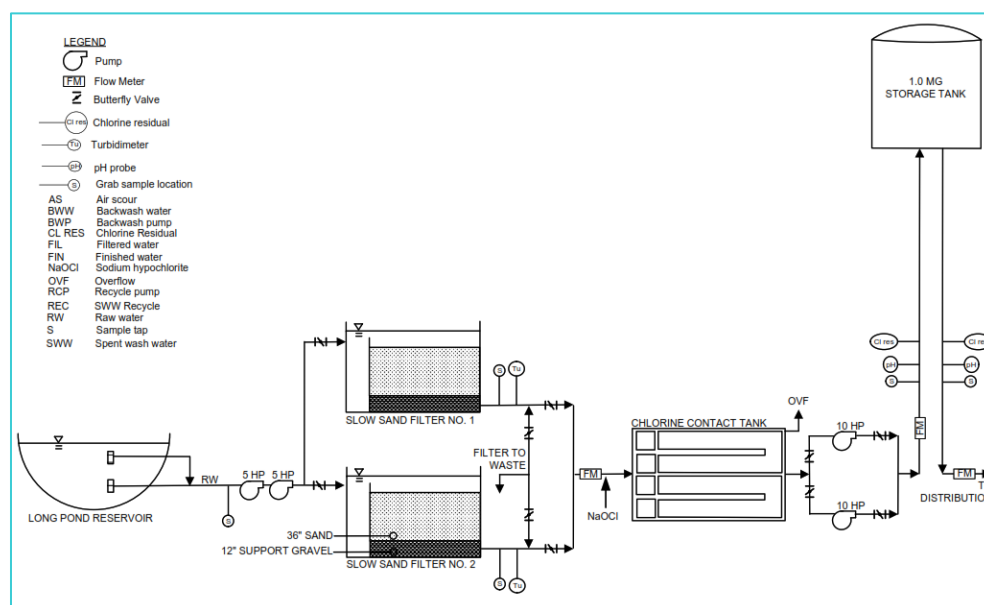 LEGEND
Pump
FM Flow Meter
Butterfly Valve
Cl res Chlorine residual
Tu Turbidimeter
pH pH probe
S Grab sample location
AS Air scour
BWW Backwash water
BWP Backwash pump
CL RES Chlorine Residual
FIL Filtered water
FIN Finished water
NaOCl Sodium hypochlorite
OVF Overflow
RCP Recycle pump
REC SWW Recycle
RW Raw water
S Sample tap
SWW Spent wash water
1.0 MG
STORAGE TANK
Cl res
Cl res
pH
pH
S
S
FM
FM
T
DISTRIBUTIO
S
Tu
SLOW SAND FILTER NO. 1
CHLORINE CONTACT TANK
OVF
10 HP
10 HP
FILTER TO
WASTE
FM
NaOCl
RW
5 HP
5 HP
S
LONG POND RESERVOIR
36" SAND
12" SUPPORT GRAVEL
SLOW SAND FILTER NO. 2
S
Tu